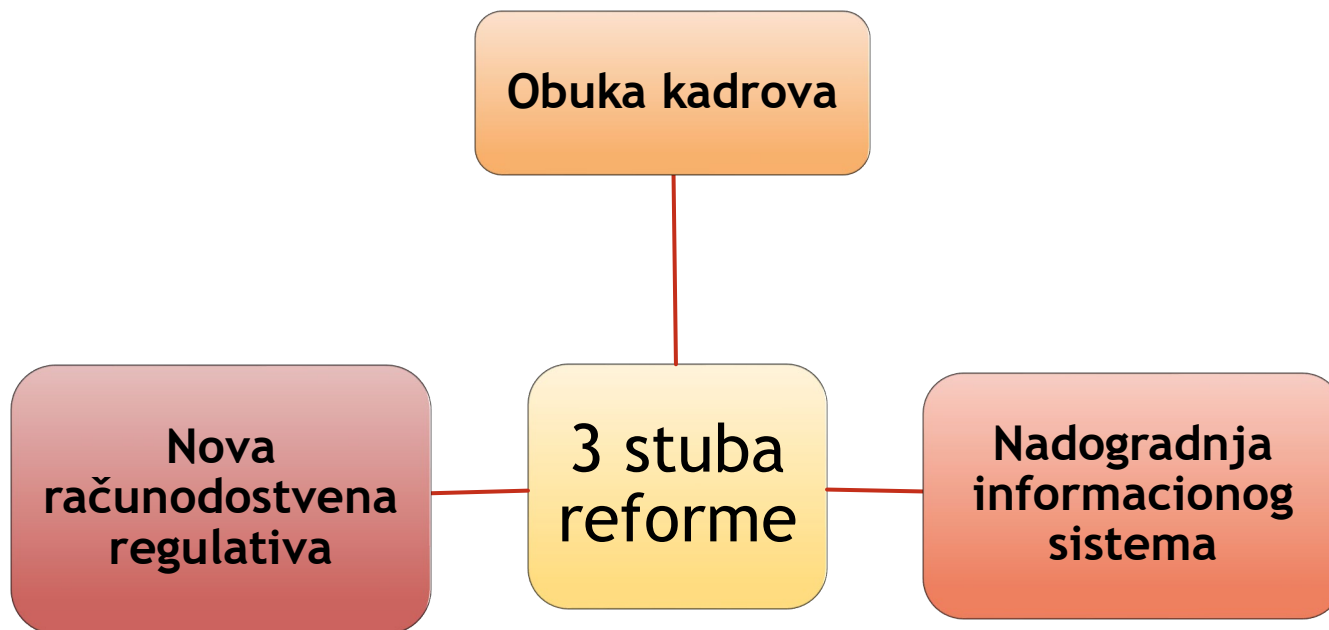 Obuka kadrova
Nova
računodostvena
regulativa
3 stuba
reforme
Nadogradnja
informacionog
sistema